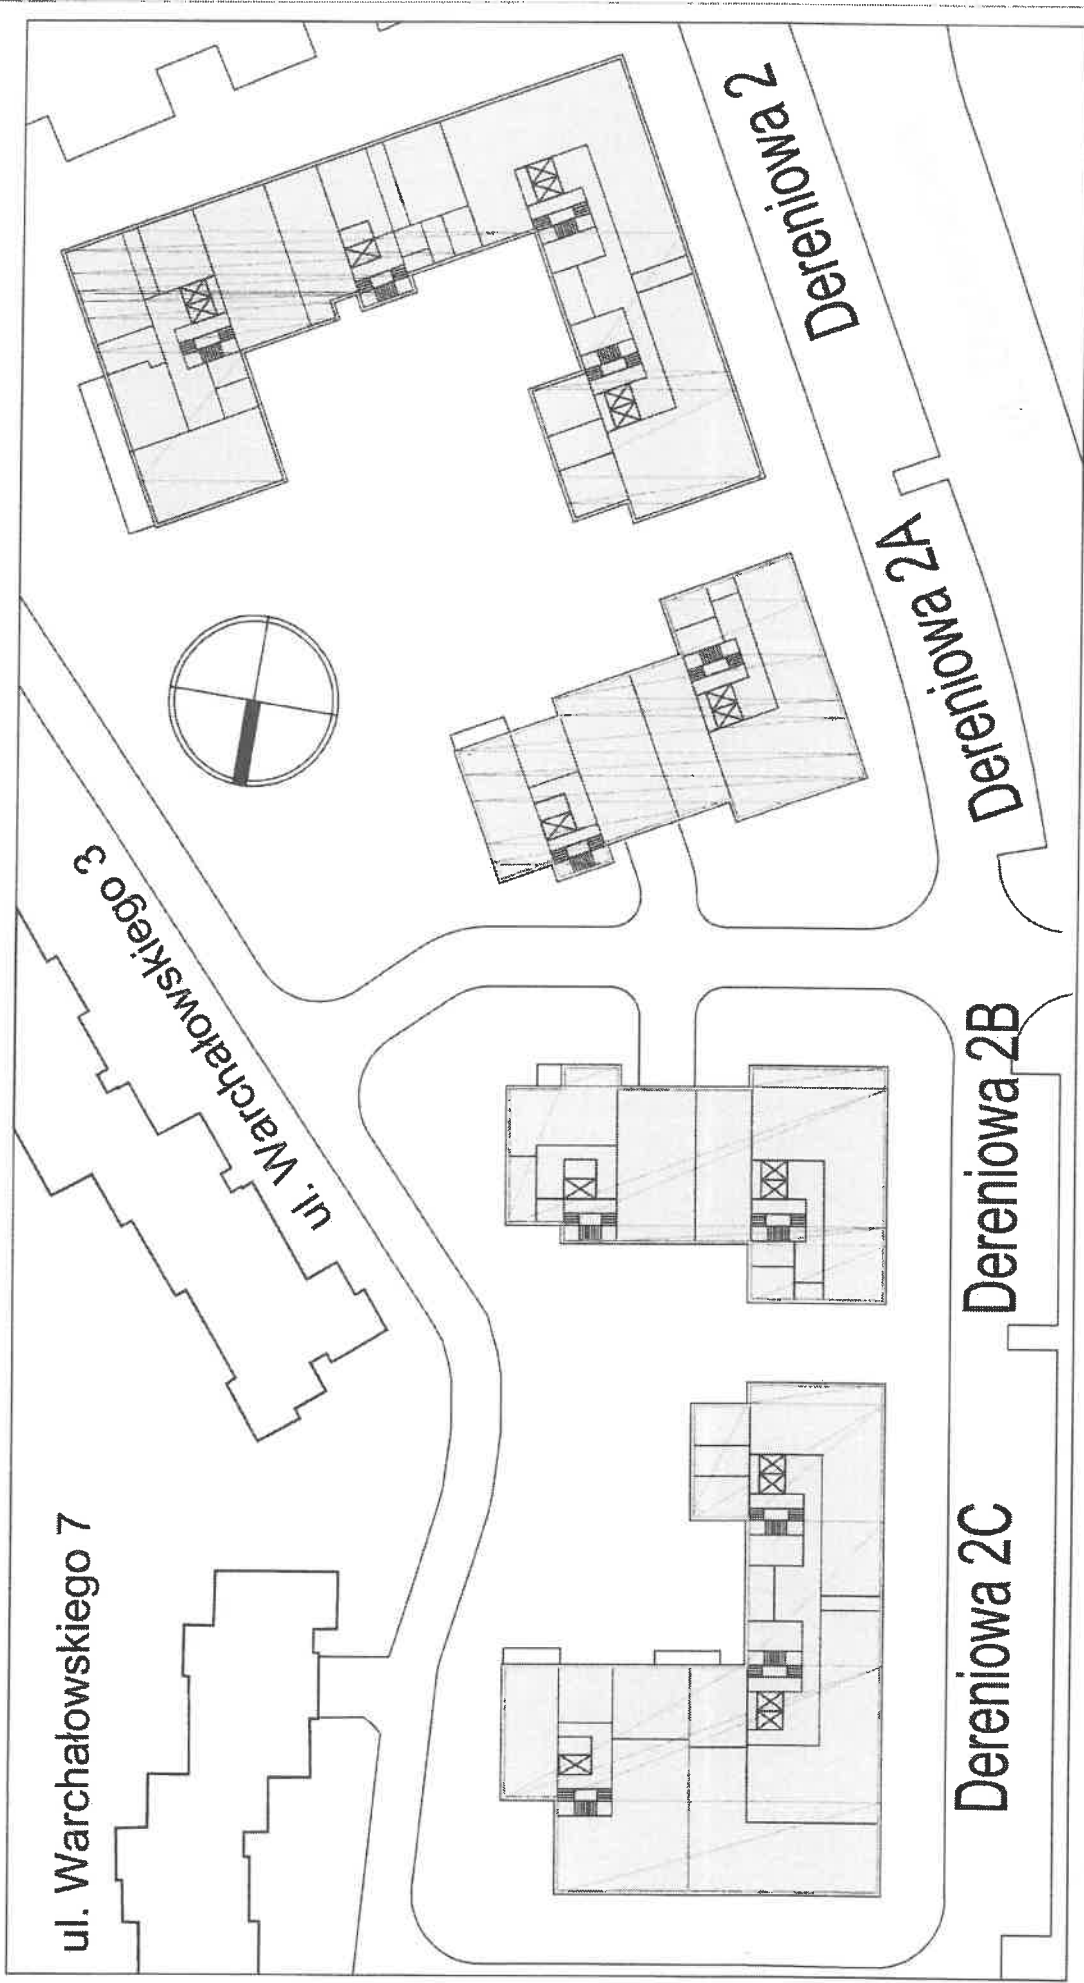 ul. Warchałowskiego 7
ul. Warchałowskiego 3
Dereniowa 2C
Dereniowa 2B
Dereniowa 2A
Dereniowa 2